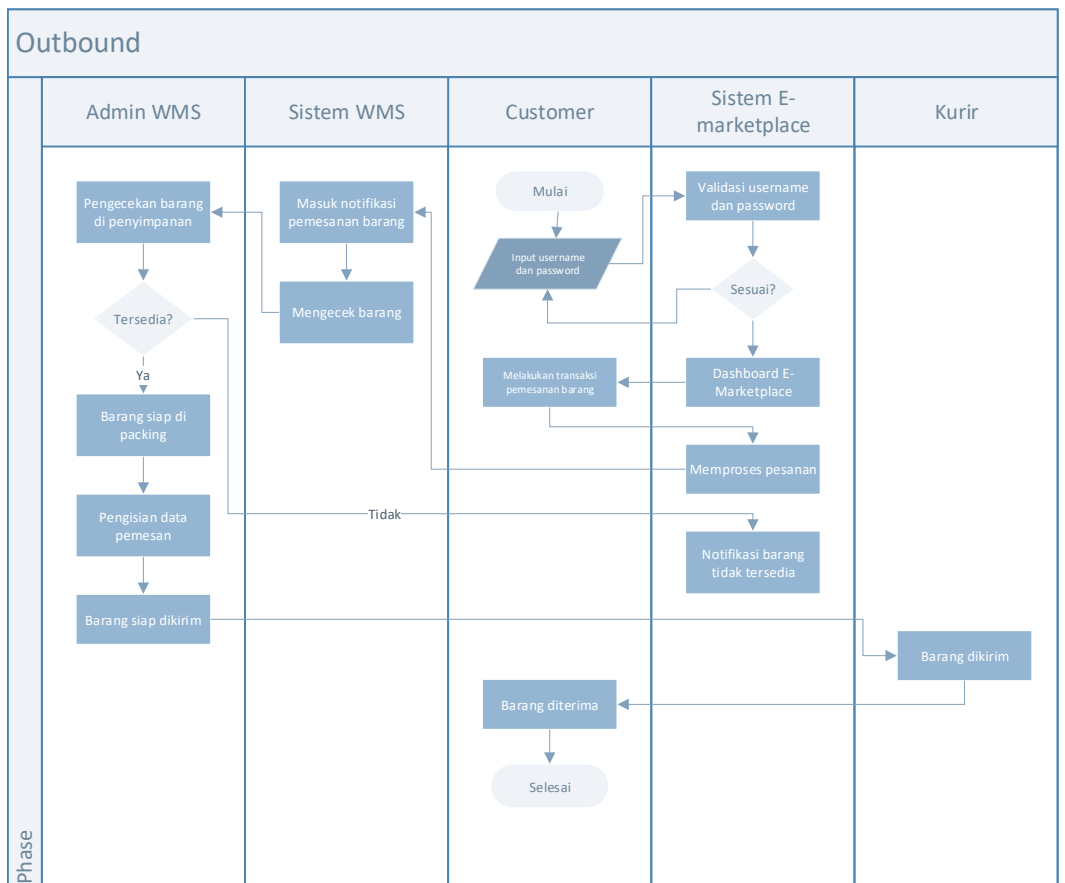 Outbound
Admin WMS
Sistem WMS
Customer
Sistem E-
marketplace
Kurir
Mulai
Validasi username
dan password
Pengecekan barang
di penyimpanan
Masuk notifikasi
pemesanan barang
Input username
dan password
Sesuai?
Tersedia?
Mengecek barang
Ya
Melakukan transaksi
pemesanan barang
Dashboard E-
Marketplace
Barang siap di
packing
Memproses pesanan
Pengisian data
pemesan
Tidak
Notifikasi barang
tidak tersedia
Barang siap dikirim
Barang dikirim
Barang diterima
Selesai
Phase